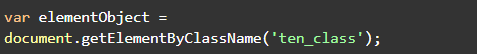 var elementObject =
document.getElementByClassName('ten_class');